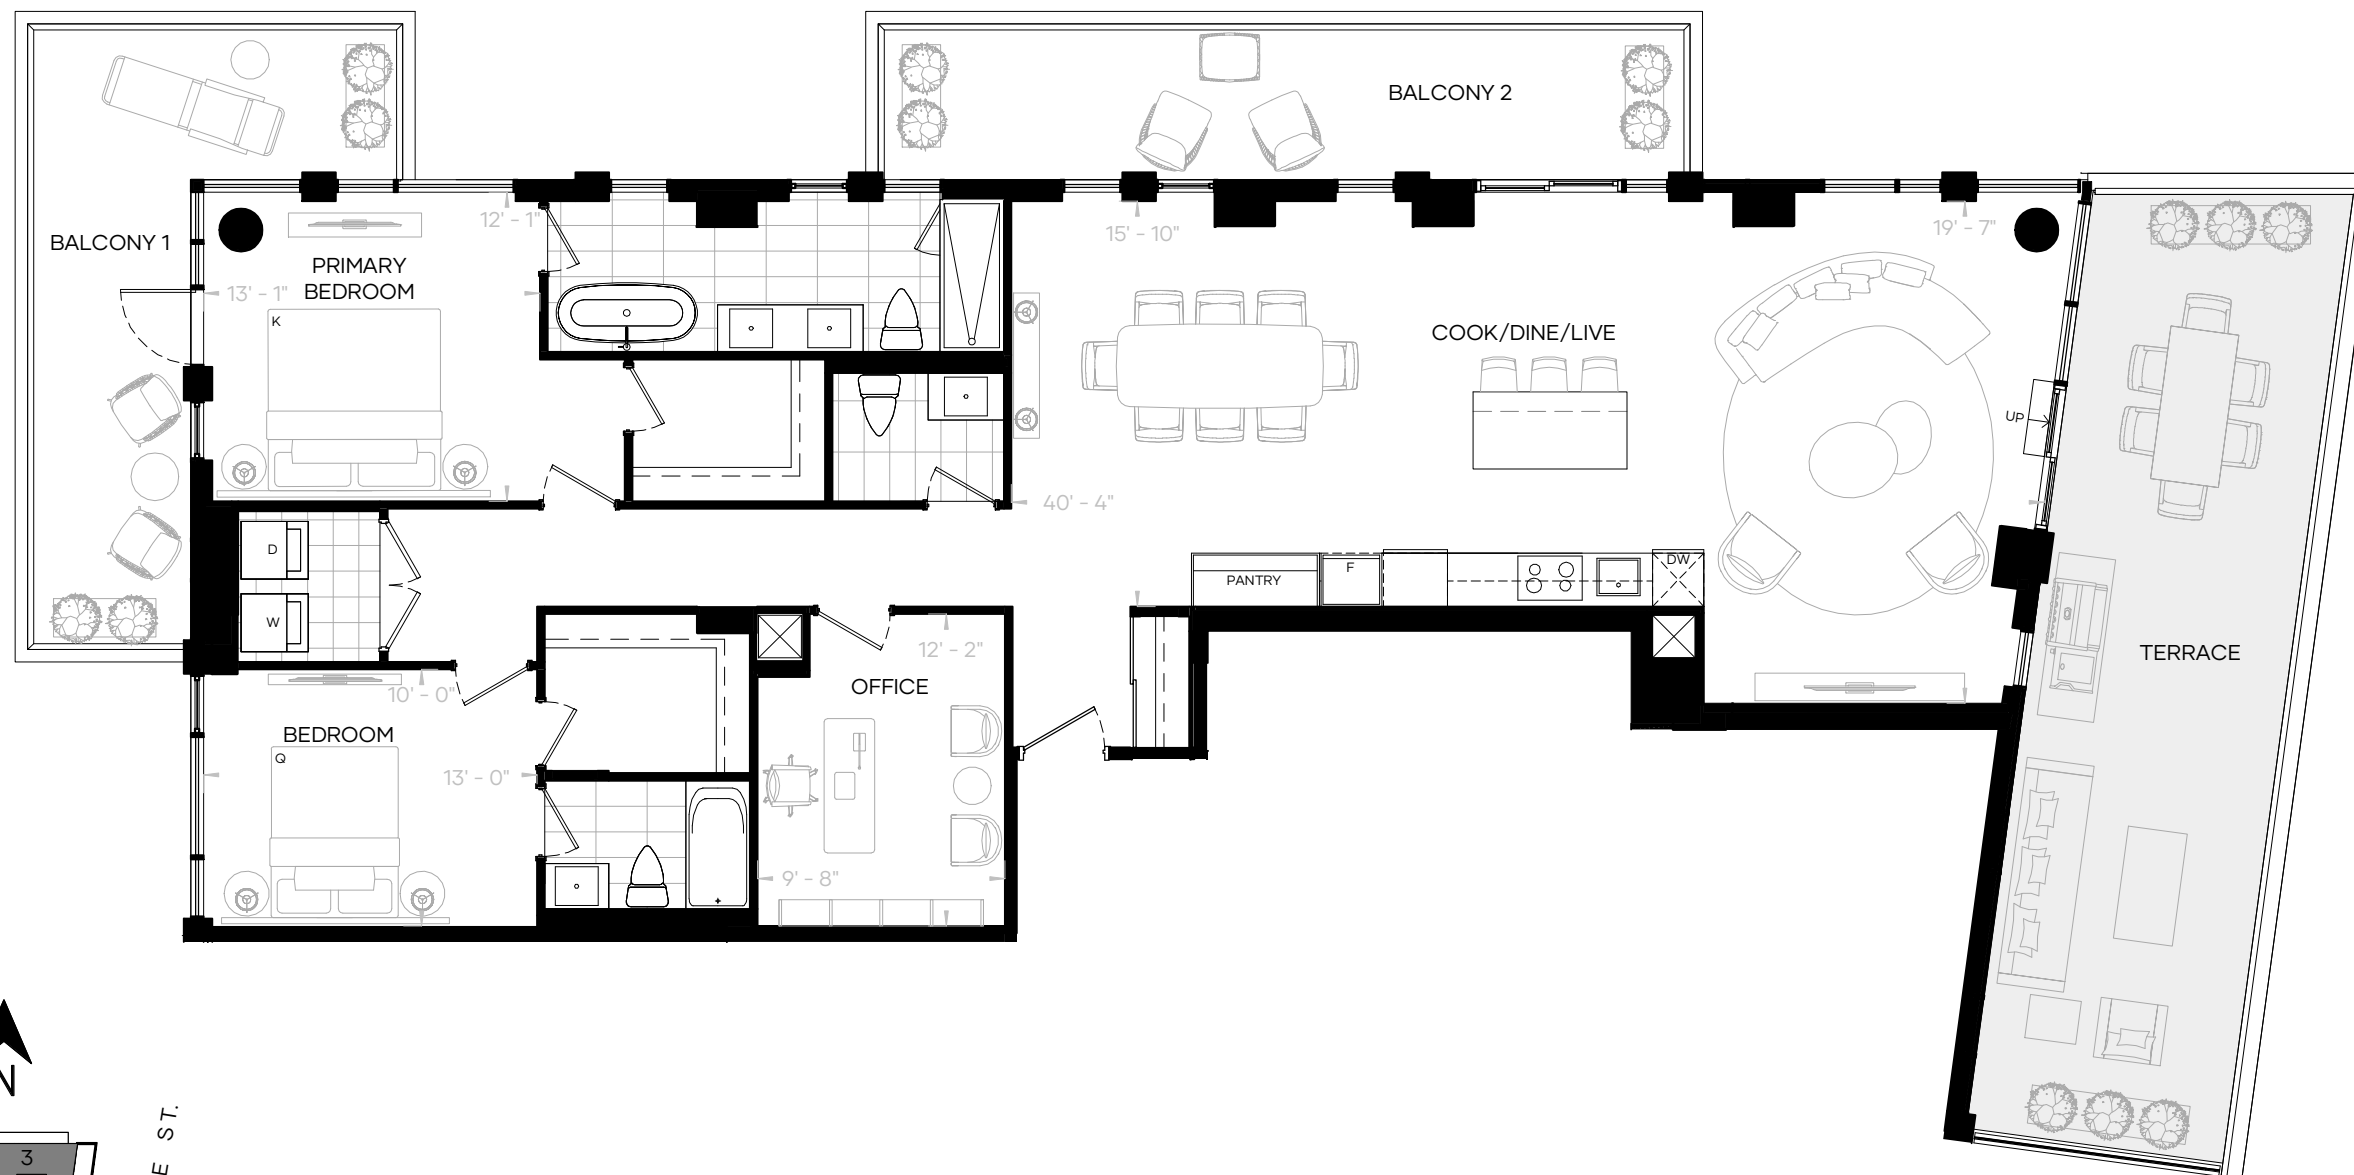 BALCONY 2
BALCONY 1
12' - 1"
15' - 10"
19' - 7"
PRIMARY
BEDROOM
13' - 1"
K
COOK/DINE/LIVE
UP
40' - 4"
D
PANTRY
F
DW
W
12' - 2"
TERRACE
10' - 0"
OFFICE
BEDROOM
Q
13' - 0"
9' - 8"
N
E ST.
3